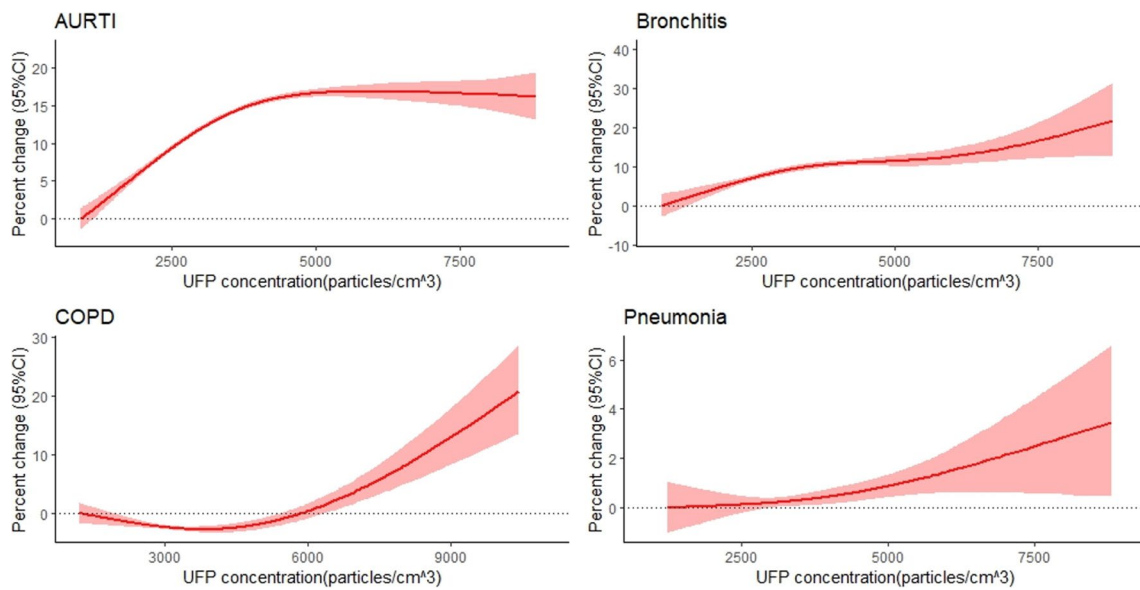 AURTI
Percent change (95%CI)
20
15
10
5
0
2500 5000 7500
UFP concentration(particles/cm^3)
Bronchitis
Percent change (95%CI)
40
30
20
10
0
-10
2500 5000 7500
UFP concentration(particles/cm^3)
COPD
Percent change (95%CI)
30
20
10
0
3000 6000 9000
UFP concentration(particles/cm^3)
Pneumonia
Percent change (95%CI)
6
4
2
0
2500 5000 7500
UFP concentration(particles/cm^3)